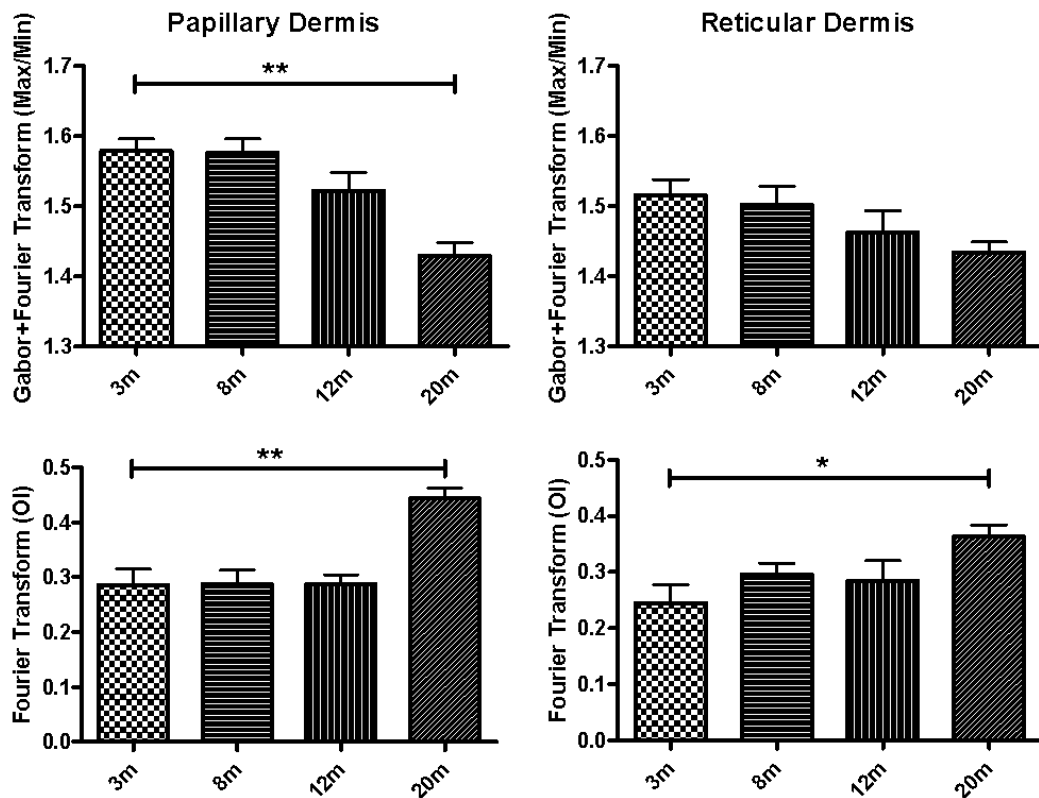 Papillary Dermis
Gabor+Fourier Transform (Max/Min)
1.7
1.6
1.5
1.4
1.3
**
3m
8m
12m
20m
Reticular Dermis
Gabor+Fourier Transform (Max/Min)
1.7
1.6
1.5
1.4
1.3
3m
8m
12m
20m
Fourier Transform (OI)
0.5
0.4
0.3
0.2
0.1
0.0
**
3m
8m
12m
20m
Fourier Transform (OI)
0.5
0.4
0.3
0.2
0.1
0.0
*
3m
8m
12m
20m